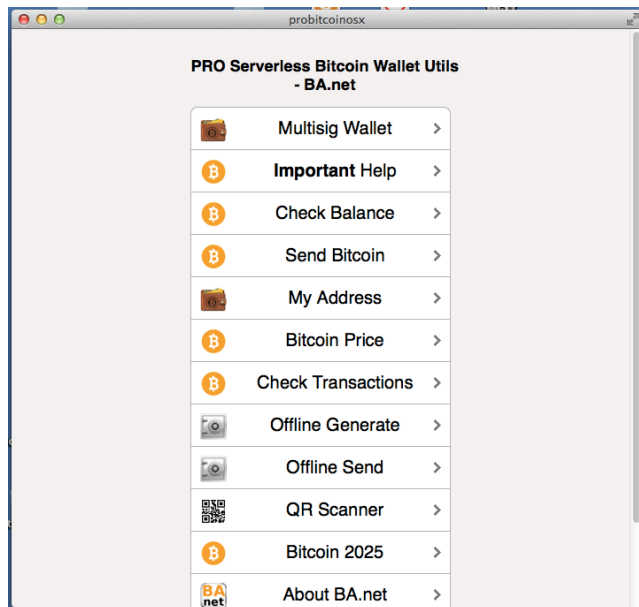 probitcoinosx
PRO Serverless Bitcoin Wallet Utils
- BA.net
Multisig Wallet
Important Help
Check Balance
Send Bitcoin
My Address
Bitcoin Price
Check Transactions
Offline Generate
Offline Send
QR Scanner
Bitcoin 2025
BA
net
About BA.net